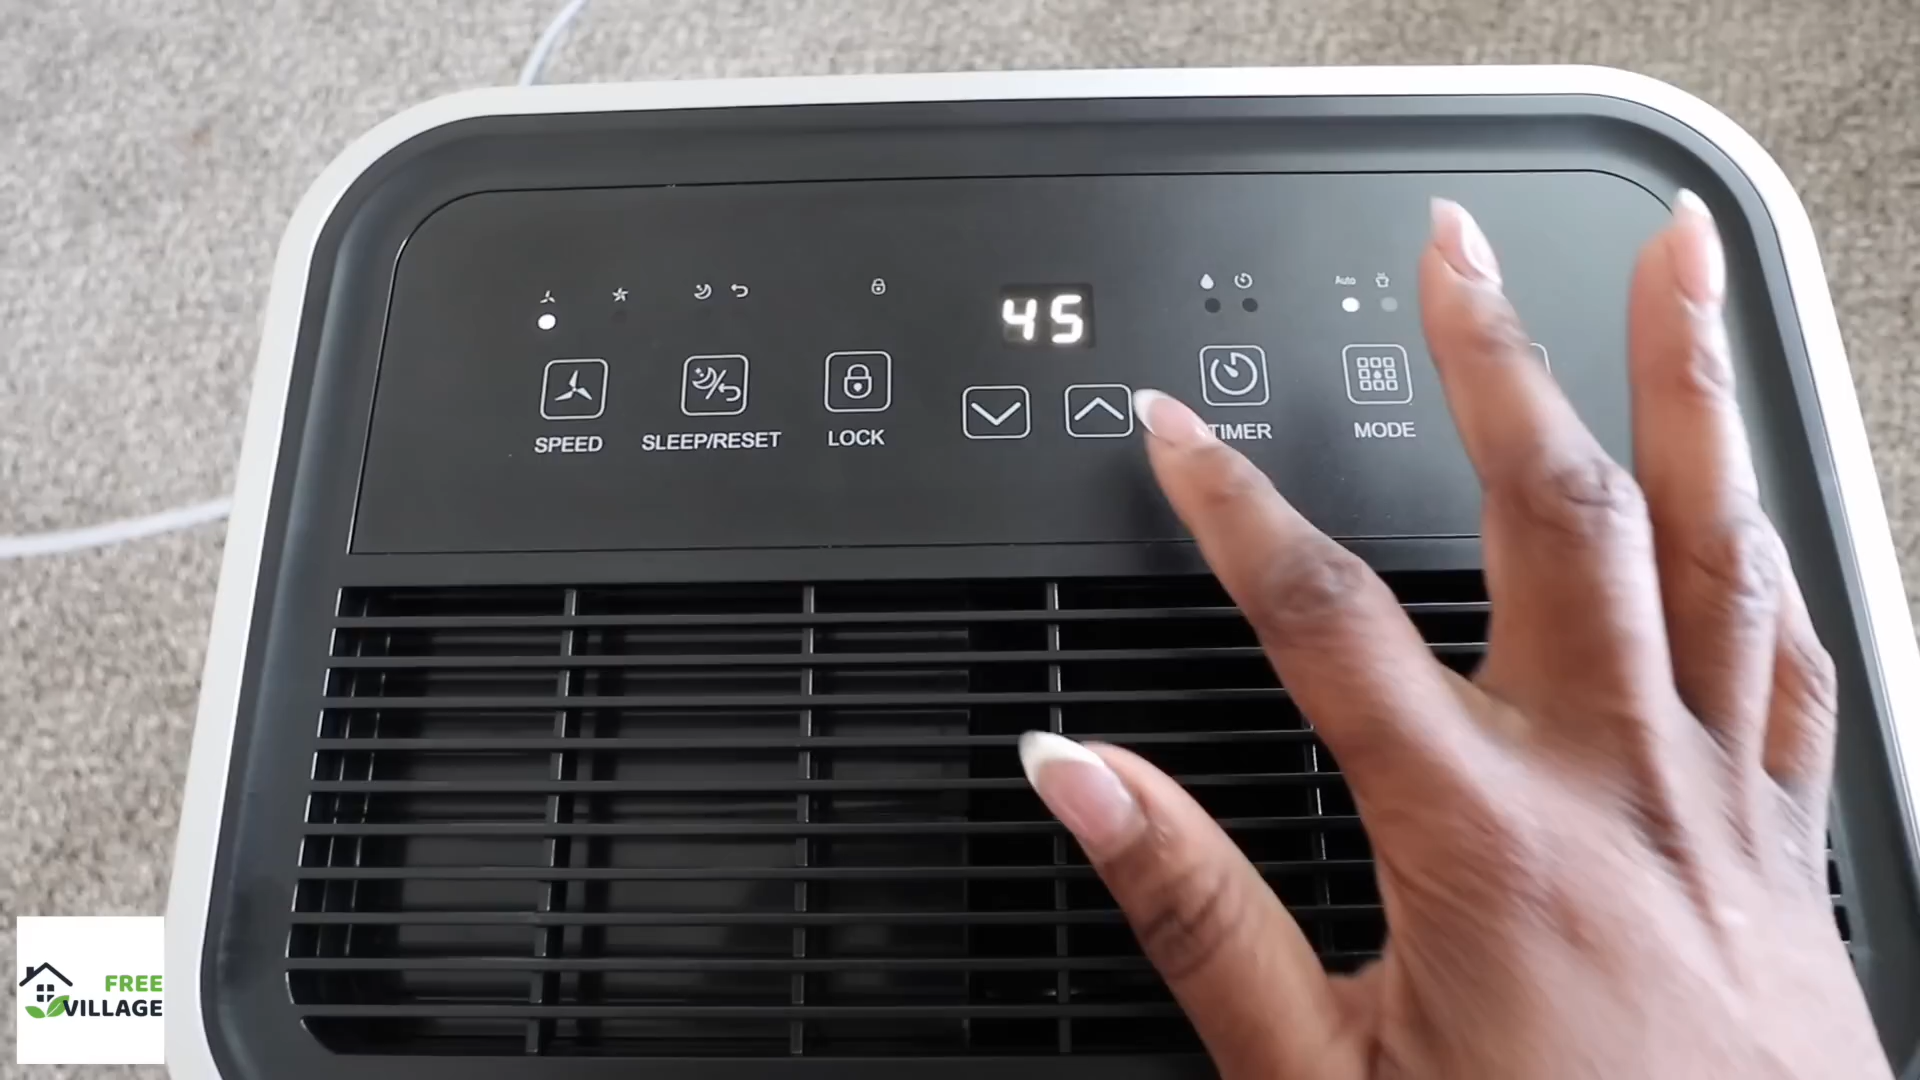 Auto
45
SPEED
SLEEP/RESET
LOCK
TIMER
MODE
FREE
VILLAGE